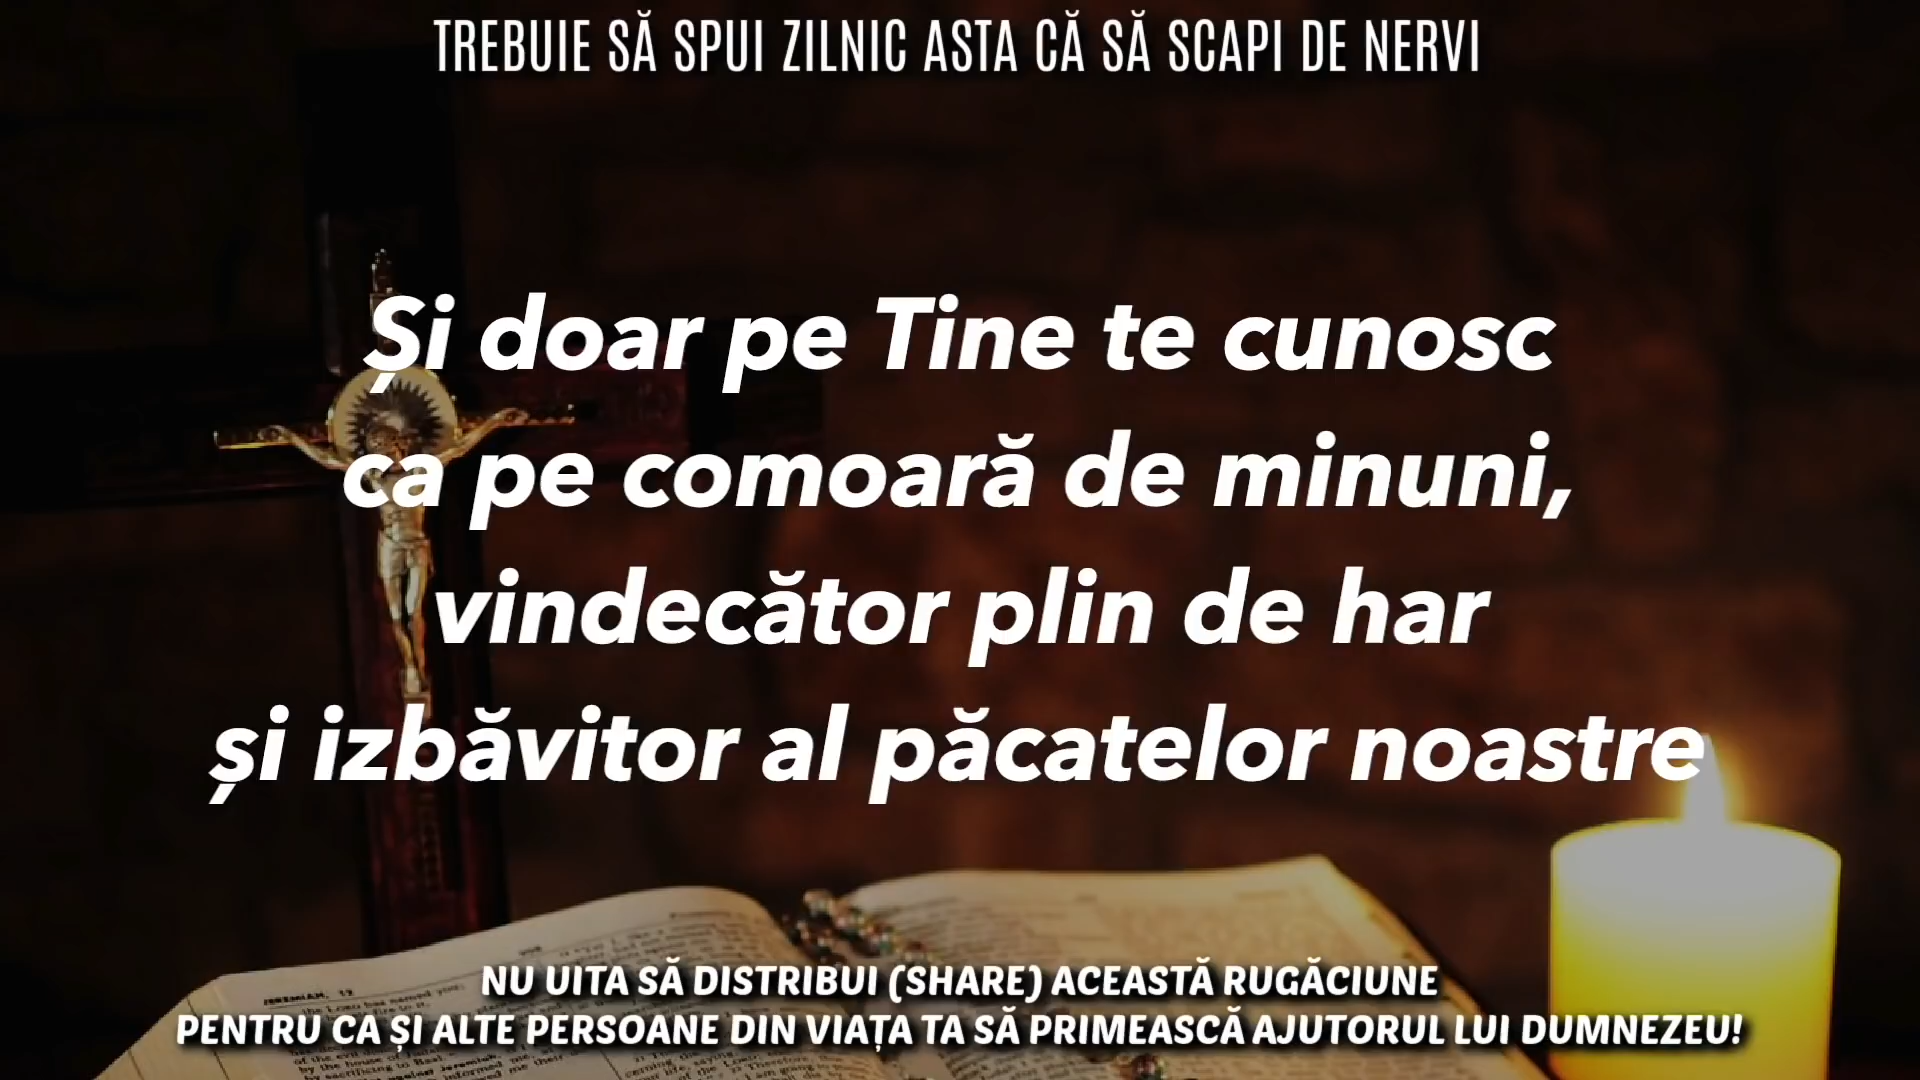 TREBUIE SĂ SPUI ZILNIC ASTA CĂ SĂ SCAPI DE NERVI
Și doar pe Tine te cunosc
ca pe comoară de minuni,
vindecător plin de har
și izbăvitor al păcatelor noastre
NU UITA SĂ DISTRIBUI (SHARE) ACEASTĂ RUGĂCIUNE
PENTRU CA ȘI ALTE PERSOANE DIN VIAȚA TA SĂ PRIMEASCĂ AJUTORUL LUI DUMNEZEU!
JEREMIAH, 12